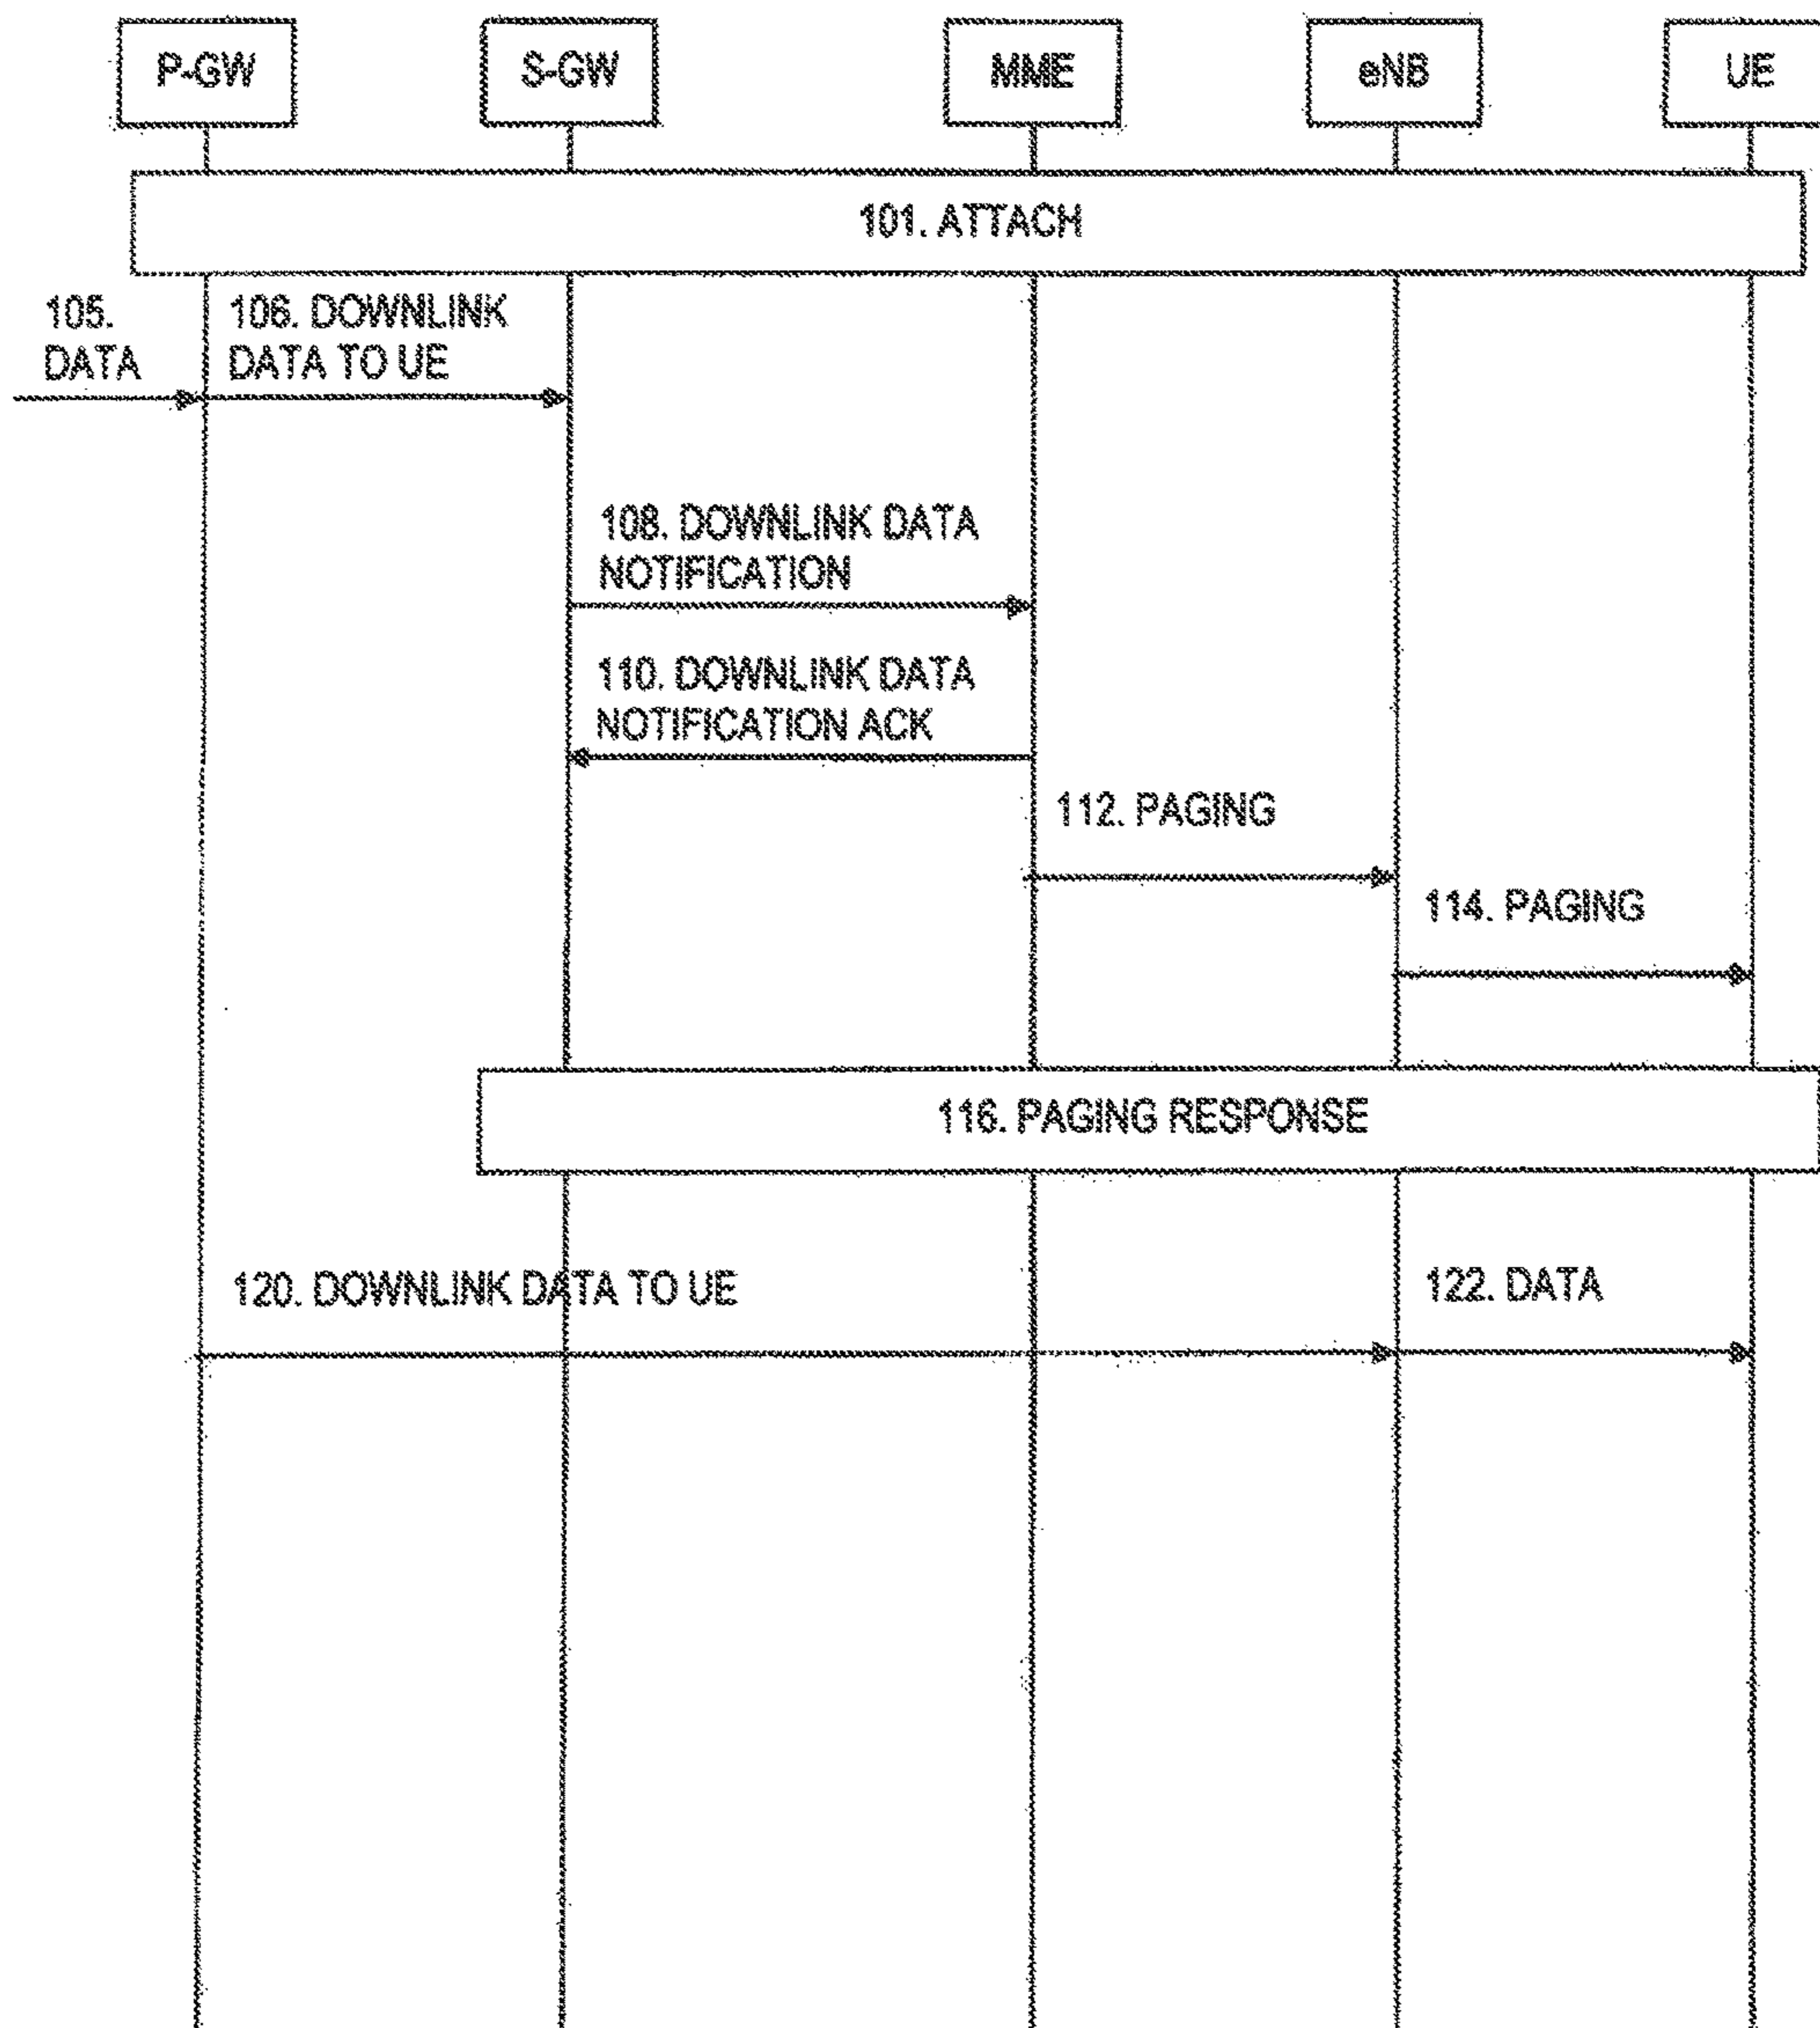 P-GW
S-GW
MME
eNB
UE
101. ATTACH
105.
DATA
106. DOWNLINK
DATA TO UE
108. DOWNLINK DATA
NOTIFICATION
110. DOWNLINK DATA
NOTIFICATION ACK
112. PAGING
114. PAGING
116. PAGING RESPONSE
120. DOWNLINK DATA TO UE
122. DATA